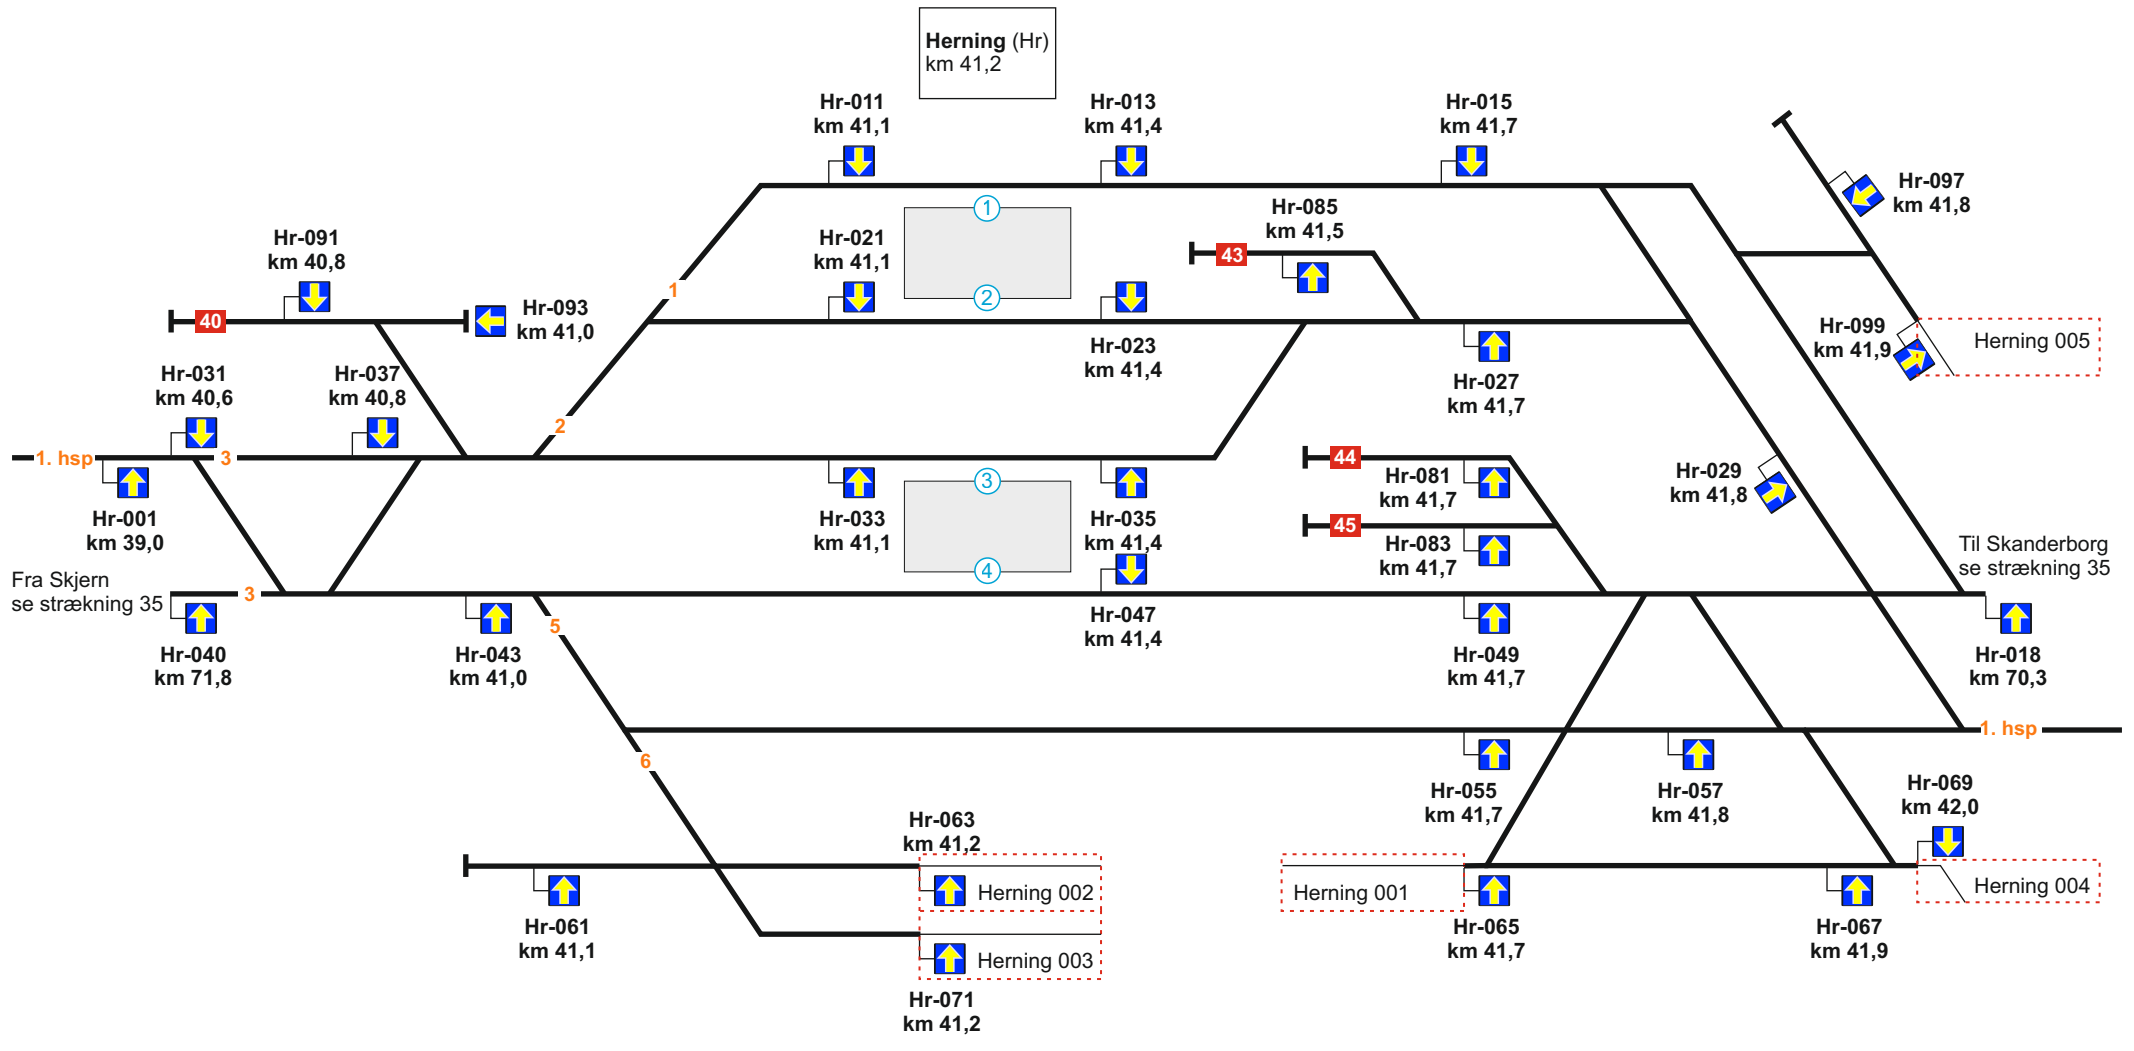 Herning (Hr)
km 41,2
Hr-011
km 41,1
Hr-013
km 41,4
Hr-015
km 41,7
Hr-097
km 41,8
1
Hr-085
km 41,5
Hr-091
km 40,8
Hr-021
km 41,1
43
2
1
40
Hr-093
km 41,0
Hr-099
km 41,9
Herning 005
Hr-023
km 41,4
Hr-031
km 40,6
Hr-037
km 40,8
Hr-027
km 41,7
2
1. hsp
3
44
3
Hr-081
km 41,7
Hr-029
km 41,8
Hr-001
km 39,0
Hr-033
km 41,1
Hr-035
km 41,4
45
Hr-083
km 41,7
Til Skanderborg
se strækning 35
4
Fra Skjern
se strækning 35
3
Hr-047
km 41,4
5
Hr-040
km 71,8
Hr-043
km 41,0
Hr-049
km 41,7
Hr-018
km 70,3
1. hsp
6
Hr-055
km 41,7
Hr-057
km 41,8
Hr-069
km 42,0
Hr-063
km 41,2
Herning 002
Herning 001
Herning 004
Hr-061
km 41,1
Hr-065
km 41,7
Hr-067
km 41,9
Herning 003
Hr-071
km 41,2